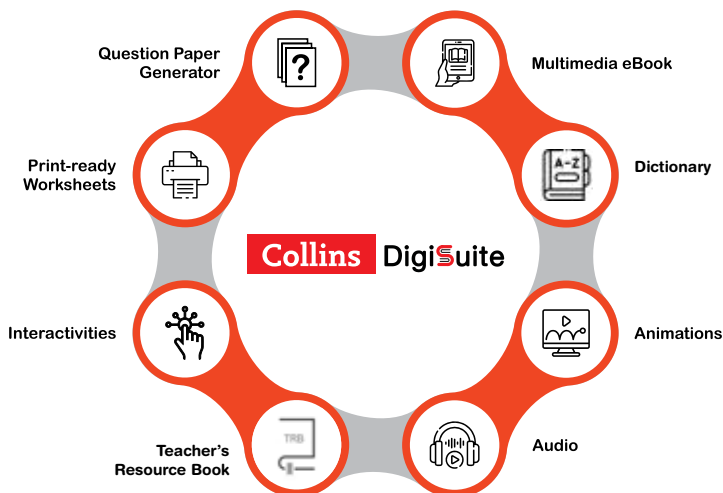 Question Paper
Generator
Multimedia eBook
Print-ready
Worksheets
A-Z
Dictionary
Collins DigiSuite
Interactivities
Animations
TRB
Teacher's
Resource Book
Audio